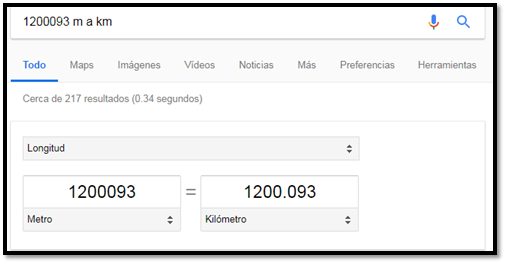 1200093 m a km
Todo Maps Imágenes Vídeos Noticias Más Preferencias Herramientas
Cerca de 217 resultados (0.34 segundos)
Longitud
1200093 = 1200.093
Metro Kilómetro